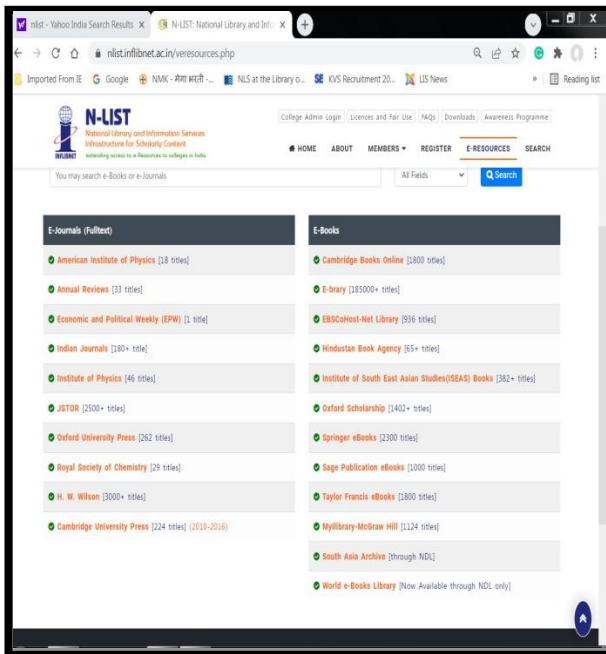 nlist - Yahoo India Search Results
N-LIST: National Library and Info
nlist.inflibnet.ac.in/veresources.php
Imported From IE Google NMK - मेगा भरती -... NLS at the Library o... KVS Recruitment 20... LIS News » Reading list
College Admin Login Licences and Fair Use FAQs Downloads Awareness Programme
N-LIST
National Library and Information Services
Infrastructure for Scholarly Content
extending access to e-Resources to colleges in India
INFLIBNET
HOME ABOUT MEMBERS REGISTER E-RESOURCES SEARCH
You may search e-Books or e-Journals All Fields Search
E-Journals (Fulltext)
American Institute of Physics [18 titles]
Annual Reviews [33 titles]
Economic and Political Weekly (EPW) [1 title]
Indian Journals [180+ title]
Institute of Physics [46 titles]
JSTOR [2500+ titles]
Oxford University Press [262 titles]
Royal Society of Chemistry [29 titles]
H. W. Wilson [3000+ titles]
Cambridge University Press [224 titles] (2010-2016)
E-Books
Cambridge Books Online [1800 titles]
E-brary [185000+ titles]
EBSCoHost-Net Library [936 titles]
Hindustan Book Agency [65+ titles]
Institute of South East Asian Studies(ISEAS) Books [382+ titles]
Oxford Scholarship [1402+ titles]
Springer eBooks [2300 titles]
Sage Publication eBooks [1000 titles]
Taylor Francis eBooks [1800 titles]
Myilibrary-McGraw Hill [1124 titles]
South Asia Archive [through NDL]
World e-Books Library [Now Available through NDL only]